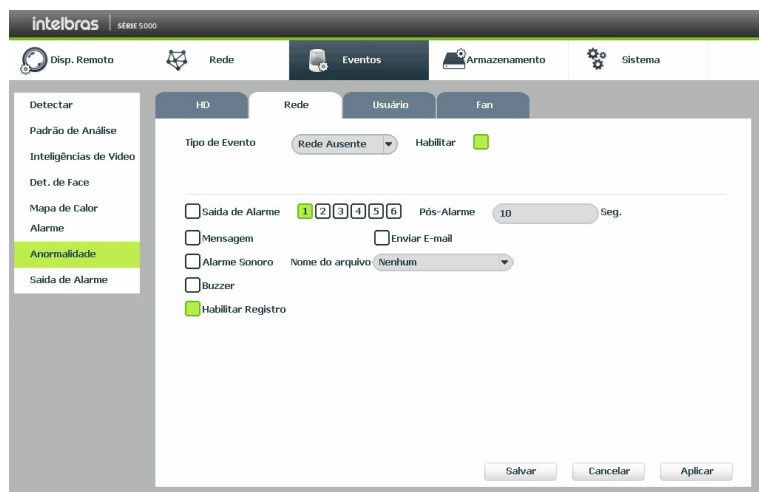 intelbras SÉRIE 5000
Disp. Remoto Rede Eventos Armazenamento Sistema
Detectar
Padrão de Análise
Inteligências de Video
Det. de Face
Mapa de Calor
Alarme
Anormalidade
Saída de Alarme
HD Rede Usuário Fan
Tipo de Evento Rede Ausente Habilitar
Saida de Alarme 1 2 3 4 5 6 Pós-Alarme 10 Seg.
Mensagem Enviar E-mail
Alarme Sonoro Nome do arquivo Nenhum
Buzzer
Habilitar Registro
Salvar Cancelar Aplicar